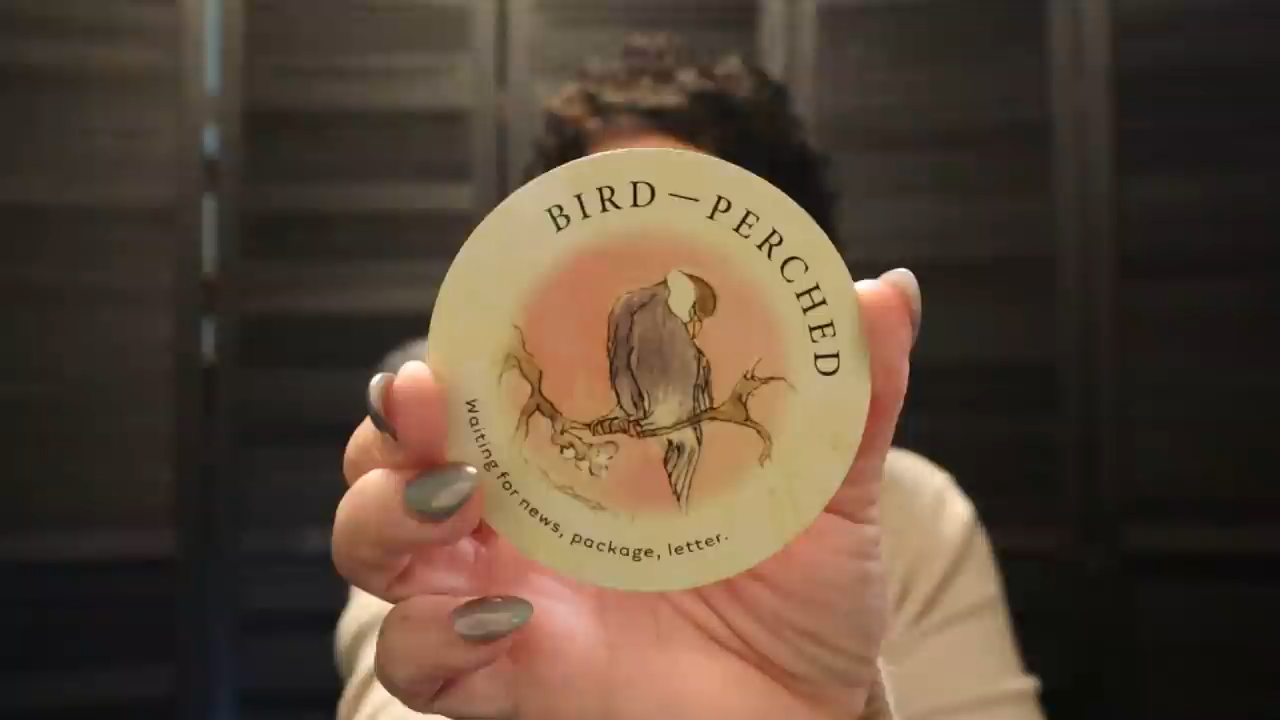 BIRD—PERCHED
Waiting for news, package, letter.